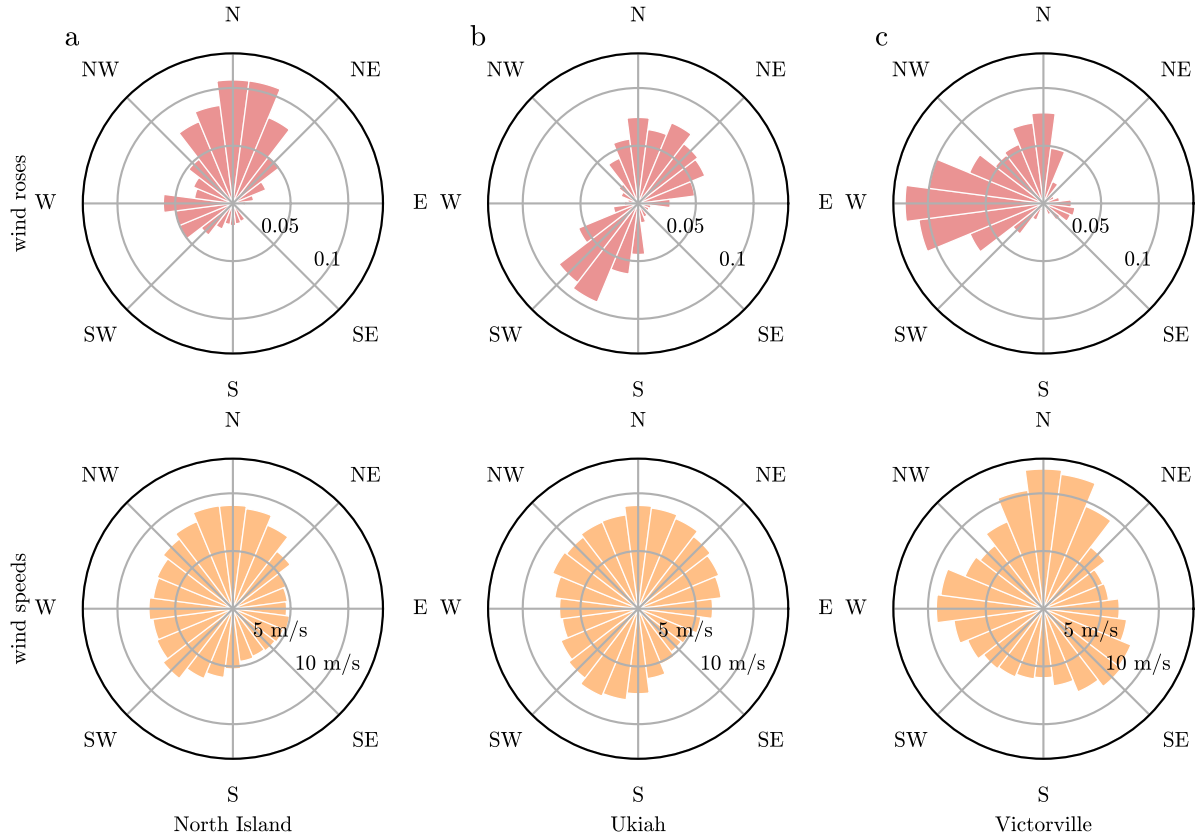 a
b
c
N
N
N
NW
NE
NW
NE
NW
NE
wind roses
W
E
W
E
W
0.05
0.05
0.05
0.1
0.1
0.1
SW
SE
SW
SE
SW
SE
S
S
S
N
N
N
NW
NE
NW
NE
NW
NE
wind speeds
W
E
W
E
W
5 m/s
5 m/s
5 m/s
10 m/s
10 m/s
10 m/s
SW
SE
SW
SE
SW
SE
S
S
S
North Island
Ukiah
Victorville